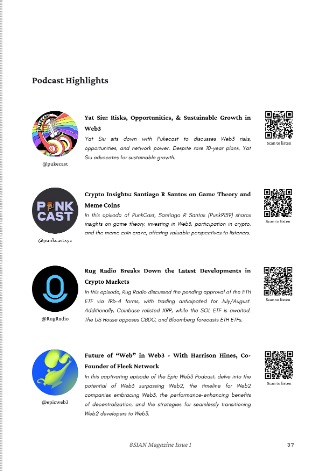 Podcast Highlights
Yat Siu: Risks, Opportunities, & Sustainable Growth in
Web3
Yat Siu sits down with Pukecast to discusses Web3 risks,
opportunities, and network power. Despite rare 10-year plans, Yat
Siu advocates for sustainable growth.
@pukecast
Scan to listen
Crypto Insights: Santiago R Santos on Game Theory and
Meme Coins
In this episode of PunkCast, Santiago R Santos (Punk9159) shares
insights on game theory, investing in Web3, participation in crypto,
and the meme coin craze, offering valuable perspectives to listeners.
PUNK
CAST
Scan to listen
Rug Radio Breaks Down the Latest Developments in
Crypto Markets
In this episode, Rug Radio discussed the pending approval of the ETH
ETF via 19b-4 forms, with trading anticipated for July/August.
Additionally, Coinbase relisted XRP, while the SOL ETF is awaited.
The US House opposes CBDC, and Bloomberg forecasts ETH ETFs.
@RugRadio
Scan to listen
Future of "Web" in Web3 - With Harrison Hines, Co-
Founder of Fleek Network
In this captivating episode of the Epic Web3 Podcast, delve into the
potential of Web3 surpassing Web2, the timeline for Web2
companies embracing Web3, the performance-enhancing benefits
of decentralization, and the strategies for seamlessly transitioning
Web2 developers to Web3.
@epicweb3
Scan to listen
BSIAN Magazine Issue 1
37